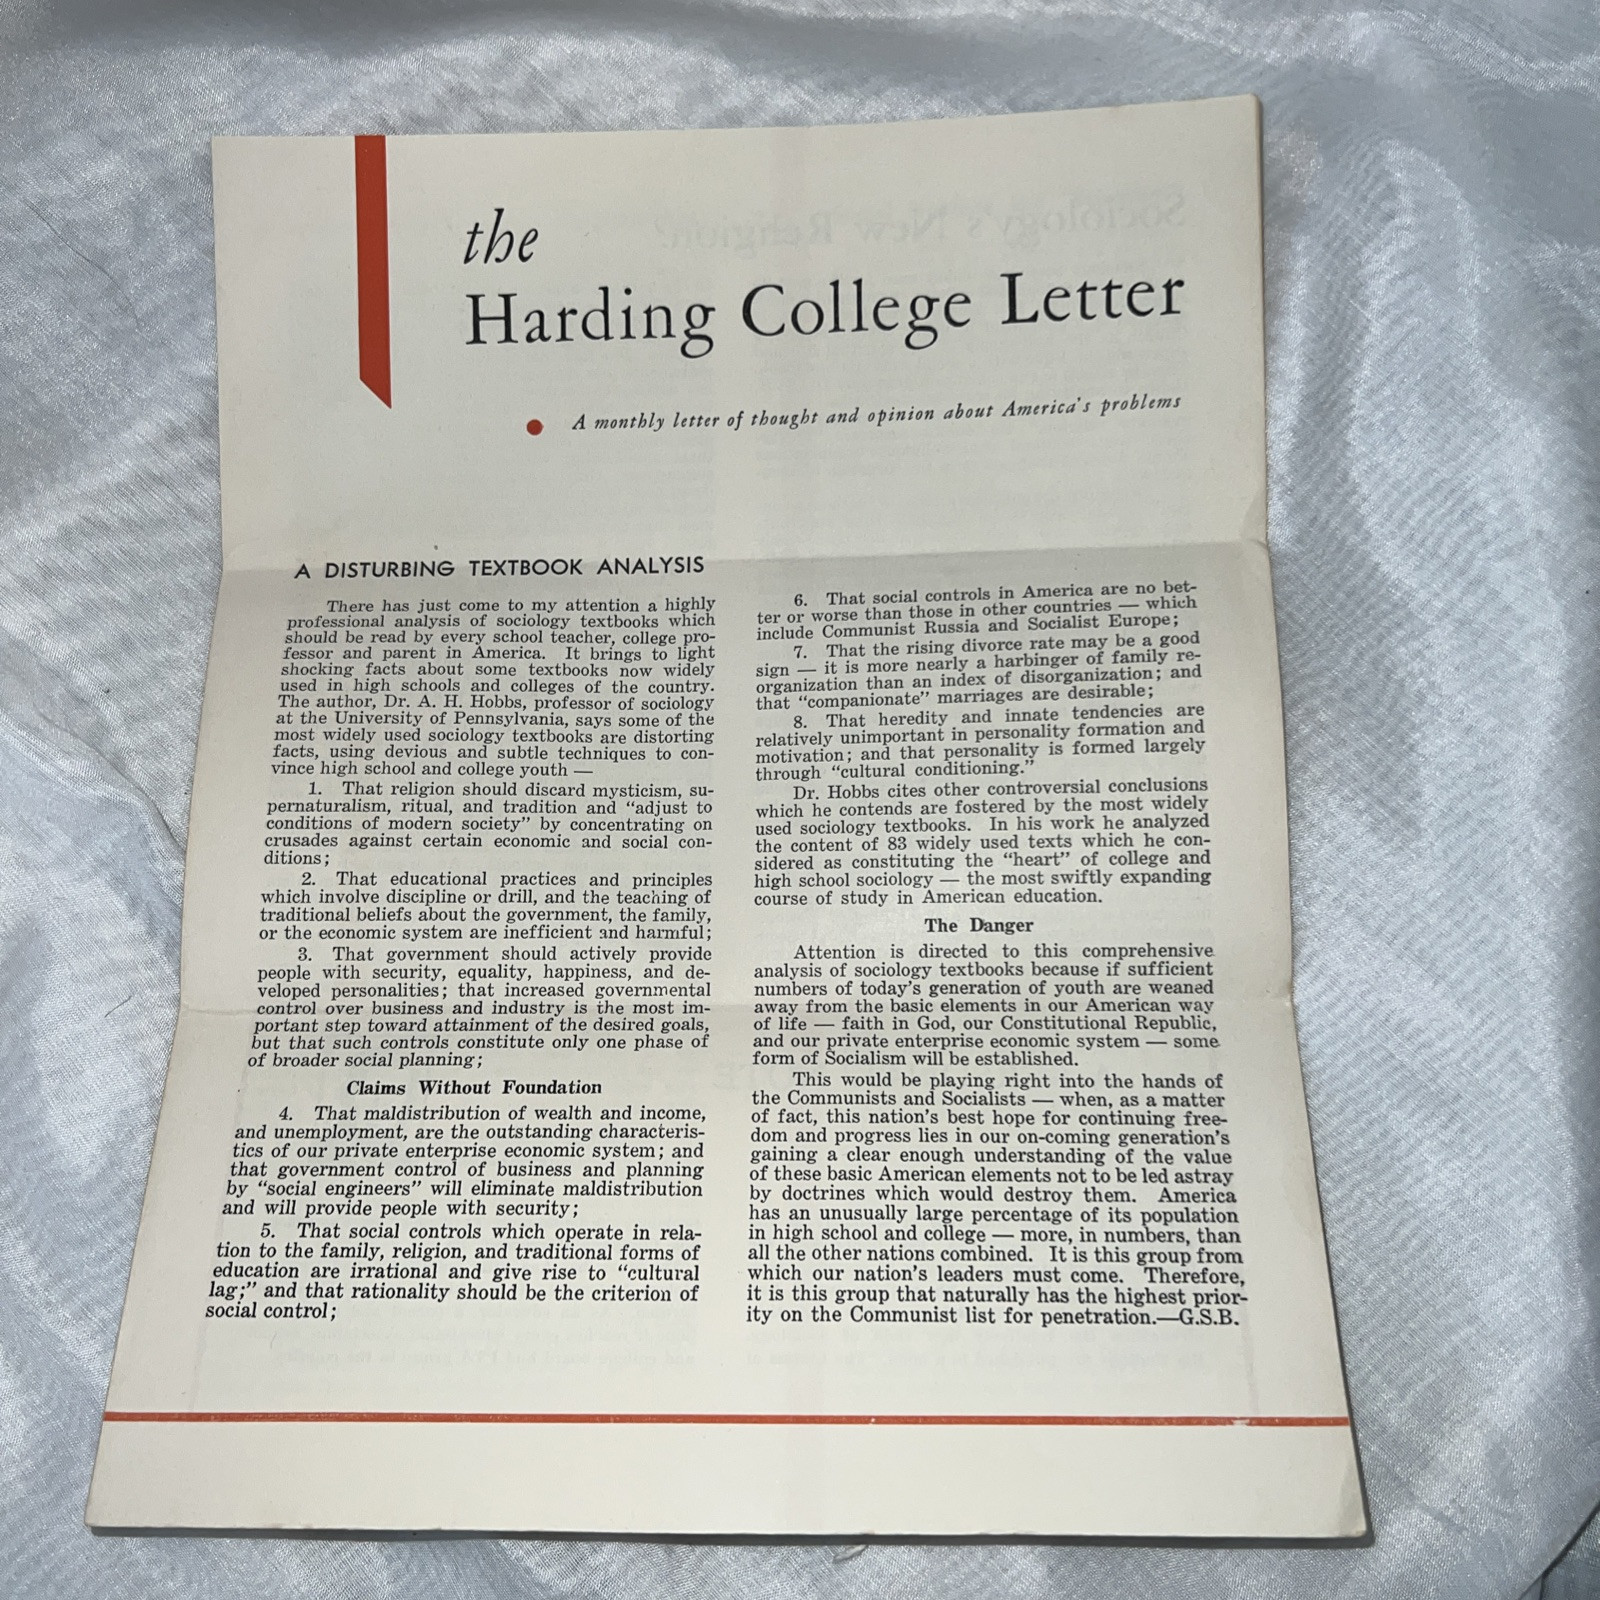 the
Harding College Letter
A monthly letter of thought and opinion about America's problems
A DISTURBING TEXTBOOK ANALYSIS
There has just come to my attention a highly
professional analysis of sociology textbooks which
should be read by every school teacher, college pro-
fessor and parent in America. It brings to light
shocking facts about some textbooks now widely
used in high schools and colleges of the country.
The author, Dr. A. H. Hobbs, professor of sociology
at the University of Pennsylvania, says some of the
most widely used sociology textbooks are distorting
facts, using devious and subtle techniques to con-
vince high school and college youth —
1. That religion should discard mysticism, su-
pernaturalism, ritual, and tradition and "adjust to
conditions of modern society" by concentrating on
crusades against certain economic and social con-
ditions;
2. That educational practices and principles
which involve discipline or drill, and the teaching of
traditional beliefs about the government, the family,
or the economic system are inefficient and harmful;
3. That government should actively provide
people with security, equality, happiness, and de-
veloped personalities; that increased governmental
control over business and industry is the most im-
portant step toward attainment of the desired goals,
but that such controls constitute only one phase of
of broader social planning;
Claims Without Foundation
4. That maldistribution of wealth and income,
and unemployment, are the outstanding characteris-
tics of our private enterprise economic system; and
that government control of business and planning
by "social engineers" will eliminate maldistribution
and will provide people with security;
5. That social controls which operate in rela-
tion to the family, religion, and traditional forms of
education are irrational and give rise to "cultural
lag;" and that rationality should be the criterion of
social control;
6. That social controls in America are no bet-
ter or worse than those in other countries — which
include Communist Russia and Socialist Europe;
7. That the rising divorce rate may be a good
sign — it is more nearly a harbinger of family re-
organization than an index of disorganization; and
that "companionate" marriages are desirable;
8. That heredity and innate tendencies are
relatively unimportant in personality formation and
motivation; and that personality is formed largely
through "cultural conditioning."
Dr. Hobbs cites other controversial conclusions
which he contends are fostered by the most widely
used sociology textbooks. In his work he analyzed
the content of 83 widely used texts which he con-
sidered as constituting the "heart" of college and
high school sociology — the most swiftly expanding
course of study in American education.
The Danger
Attention is directed to this comprehensive
analysis of sociology textbooks because if sufficient
numbers of today's generation of youth are weaned
away from the basic elements in our American way
of life — faith in God, our Constitutional Republic,
and our private enterprise economic system — some
form of Socialism will be established.
This would be playing right into the hands of
the Communists and Socialists — when, as a matter
of fact, this nation's best hope for continuing free-
dom and progress lies in our on-coming generation's
gaining a clear enough understanding of the value
of these basic American elements not to be led astray
by doctrines which would destroy them. America
has an unusually large percentage of its population
in high school and college — more, in numbers, than
all the other nations combined. It is this group from
which our nation's leaders must come. Therefore,
it is this group that naturally has the highest prior-
ity on the Communist list for penetration.—G.S.B.